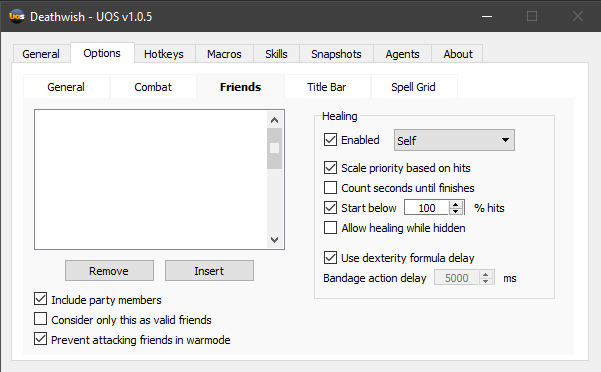 UOS Deathwish - UOS v1.0.5
General Options Hotkeys Macros Skills Snapshots Agents About
General Combat Friends Title Bar Spell Grid
Healing
Enabled Self
Scale priority based on hits
Count seconds until finishes
Start below 100 % hits
Allow healing while hidden
Use dexterity formula delay
Bandage action delay 5000 ms
Remove Insert
Include party members
Consider only this as valid friends
Prevent attacking friends in warmode